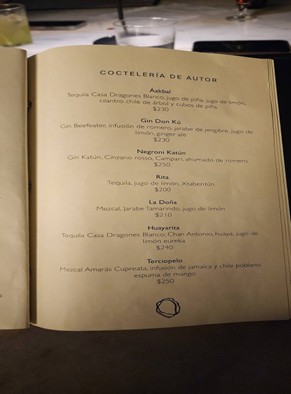 COCTELERÍA DE AUTOR
Áakbal
Tequila Casa Dragones Blanco, jugo de piña, jugo de limón,
cilantro, chile de árbol y cubos de piña.
$230
Gin Don Kú
Gin Beefeater, infusión de romero, jarabe de jengibre, jugo de
limón, ginger ale
$230
Negroni Katún
Gin Katún, Cinzano rosso, Campari, ahumado de romero
$250
Rita
Tequila, jugo de limón, Xtabentún
$200
La Doña
Mezcal, Jarabe Tamarindo, jugo de limón
$210
Huayarita
Tequila Casa Dragones Blanco, Chan Antonio, huaya, jugo de
limón eureka
$240
Terciopelo
Mezcal Amarás Cupreata, infusión de jamaica y chile poblano
espuma de mango
$250